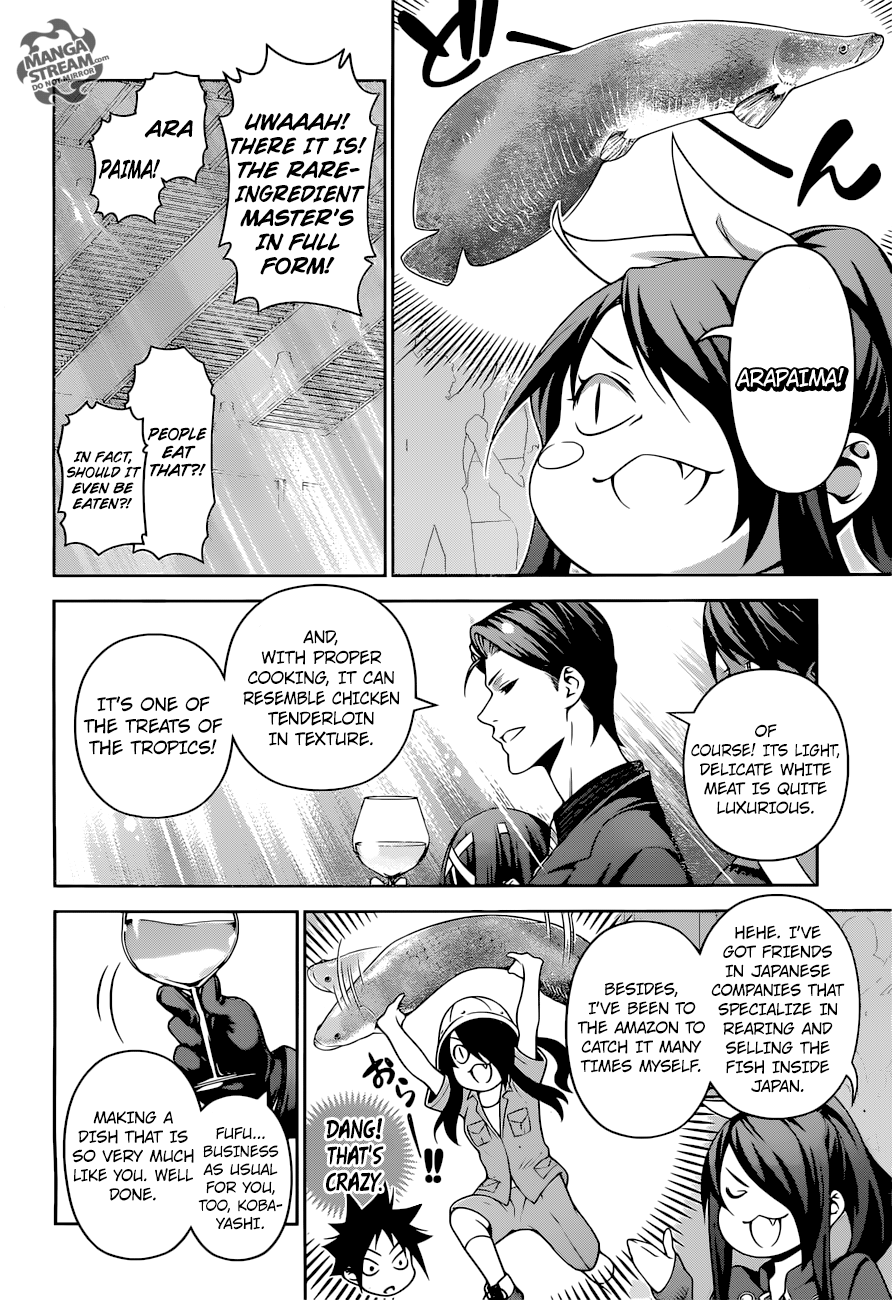 MANGA
STREAM.com
DO NOT MIRROR
どーーん
ARAPAIMA!
UWAAAH!
THERE IT IS!
THE RARE-
INGREDIENT
MASTER'S
IN FULL
FORM!
ARA
PAIMA!
PEOPLE
EAT
THAT?!
IN FACT,
SHOULD IT
EVEN BE
EATEN?!
OF
COURSE! ITS LIGHT,
DELICATE WHITE
MEAT IS QUITE
LUXURIOUS.
AND,
WITH PROPER
COOKING, IT CAN
RESEMBLE CHICKEN
TENDERLOIN
IN TEXTURE.
IT'S ONE OF
THE TREATS OF
THE TROPICS!
HEHE. I'VE
GOT FRIENDS
IN JAPANESE
COMPANIES THAT
SPECIALIZE IN
REARING AND
SELLING THE
FISH INSIDE
JAPAN.
BESIDES,
I'VE BEEN TO
THE AMAZON TO
CATCH IT MANY
TIMES MYSELF.
おらー!!
DANG!
THAT'S
CRAZY.
FUFU...
BUSINESS
AS USUAL
FOR YOU,
TOO, KOBA-
YASHI.
MAKING A
DISH THAT IS
SO VERY MUCH
LIKE YOU. WELL
DONE.